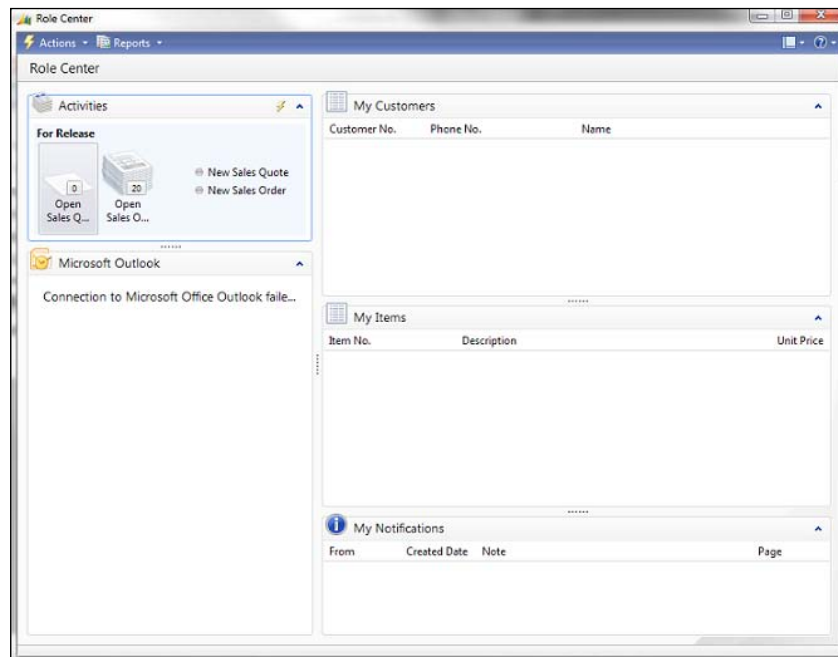 Role Center
Actions Reports
Role Center
Activities
For Release
0
Open
Sales Q...
20
Open
Sales O...
New Sales Quote
New Sales Order
Microsoft Outlook
Connection to Microsoft Office Outlook faile...
My Customers
Customer No. Phone No. Name
My Items
Item No. Description Unit Price
My Notifications
From Created Date Note Page